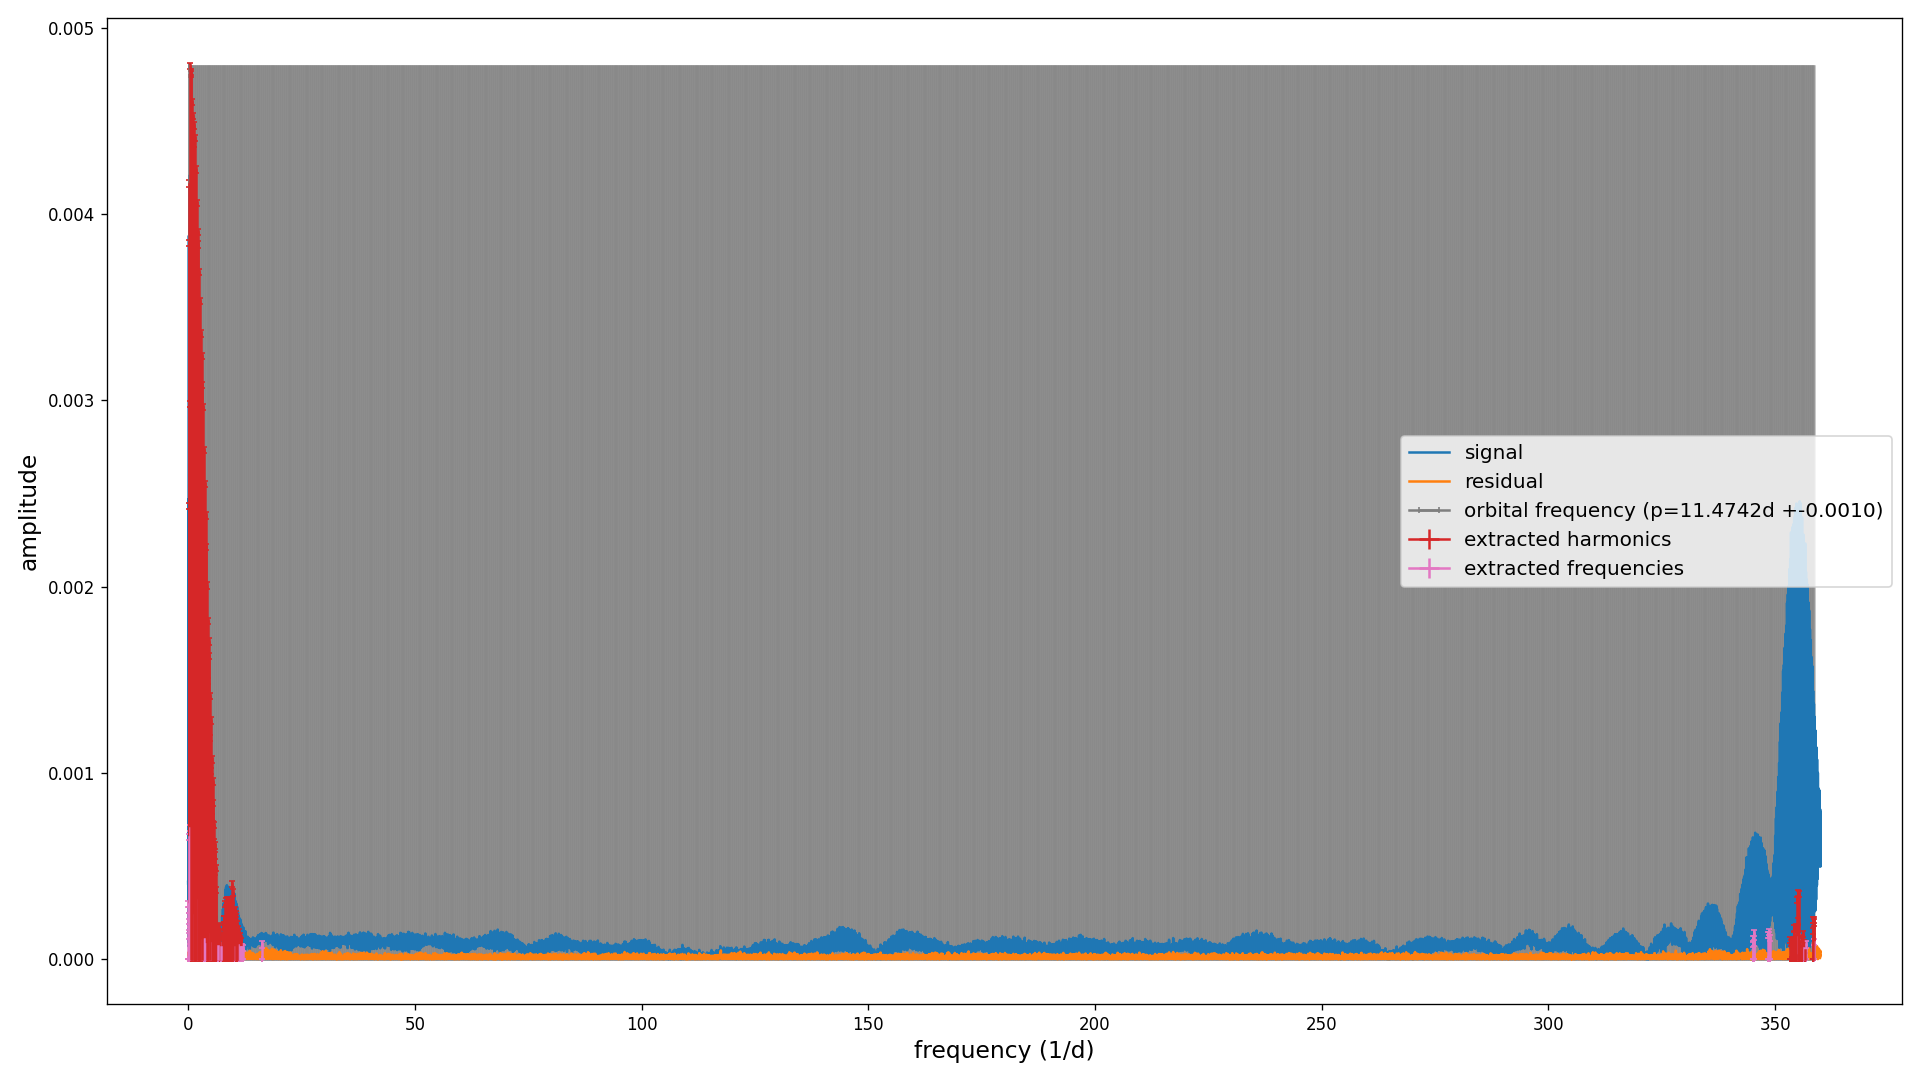 0.005
0.004
0.003
0.002
0.001
0.000
amplitude
signal
residual
orbital frequency (p=11.4742d +-0.0010)
extracted harmonics
extracted frequencies
0 50 100 150 200 250 300 350
frequency (1/d)